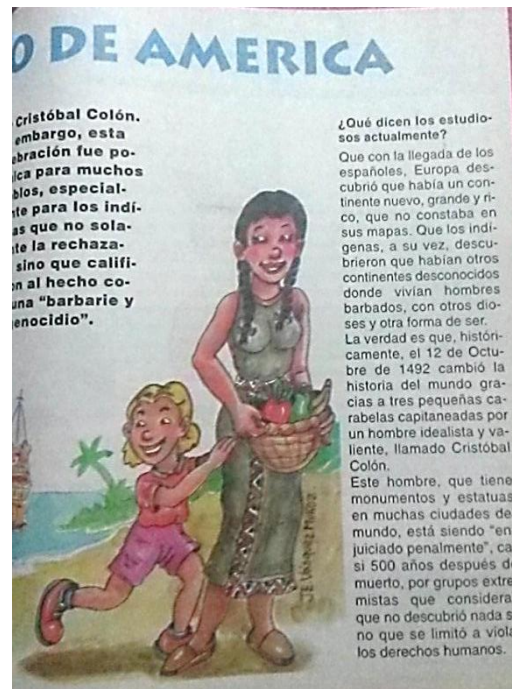 O DE AMERICA
Cristóbal Colón.
embargo, esta
ebración fue po-
ica para muchos
blos, especial-
te para los indí-
as que no sola-
te la rechaza-
sino que califi-
n al hecho co-
una "barbarie y
enocidio".
¿Qué dicen los estudio-
sos actualmente?
Que con la llegada de los
españoles, Europa des-
cubrió que había un con-
tinente nuevo, grande y ri-
co, que no constaba en
sus mapas. Que los indí-
genas, a su vez, descu-
brieron que habían otros
continentes desconocidos
donde vivían hombres
barbados, con otros dio-
ses y otra forma de ser.
La verdad es que, históri-
camente, el 12 de Octu-
bre de 1492 cambió la
historia del mundo gra-
cias a tres pequeñas ca-
rabelas capitaneadas por
un hombre idealista y va-
liente, llamado Cristóbal
Colón.
Este hombre, que tiene
monumentos y estatuas
en muchas ciudades de
mundo, está siendo "en
juiciado penalmente", ca
si 500 años después de
muerto, por grupos extre
mistas que considera
que no descubrió nada s
no que se limitó a viola
los derechos humanos.
J.E. Vásquez Muñoz